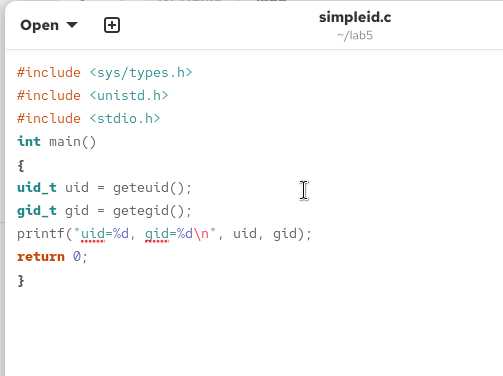 Open
simpleid.c
~/lab5
#include <sys/types.h>
#include <unistd.h>
#include <stdio.h>
int main()
{
uid_t uid = geteuid();
gid_t gid = getegid();
printf("uid=%d, gid=%d\n", uid, gid);
return 0;
}